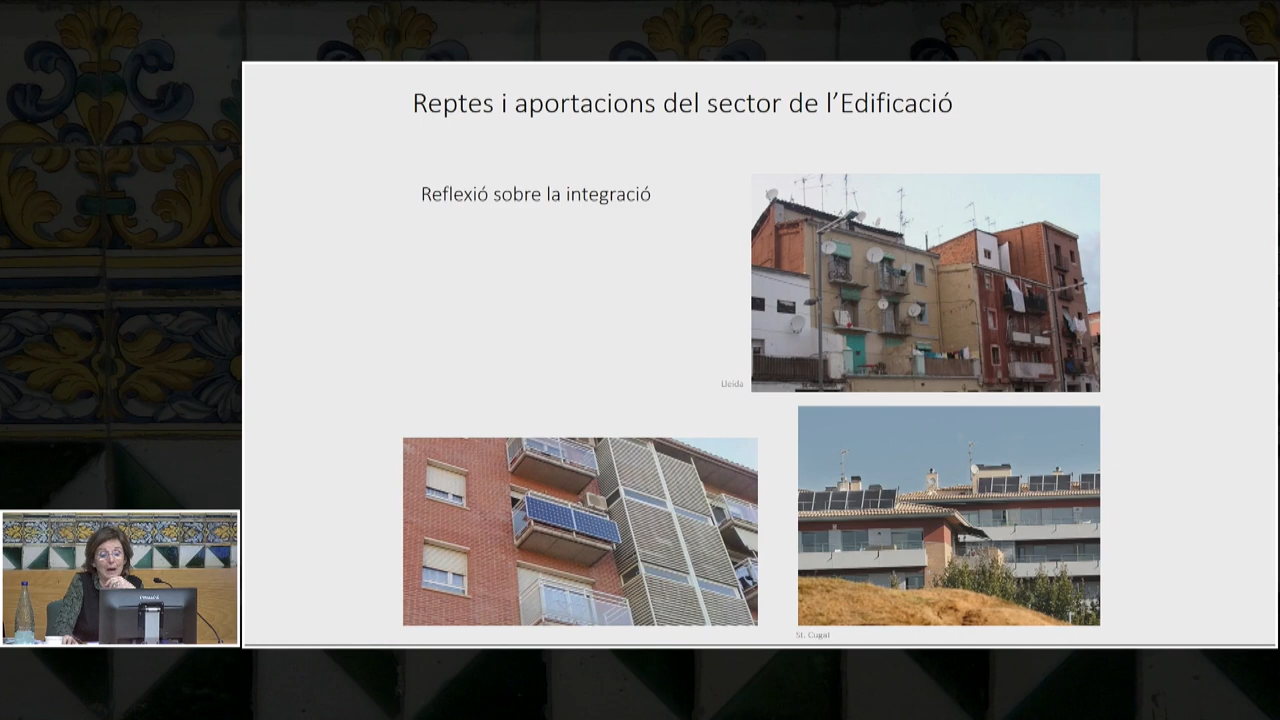 Reptes i aportacions del sector de l'Edificació
Reflexió sobre la integració
Lleida
St. Cugat